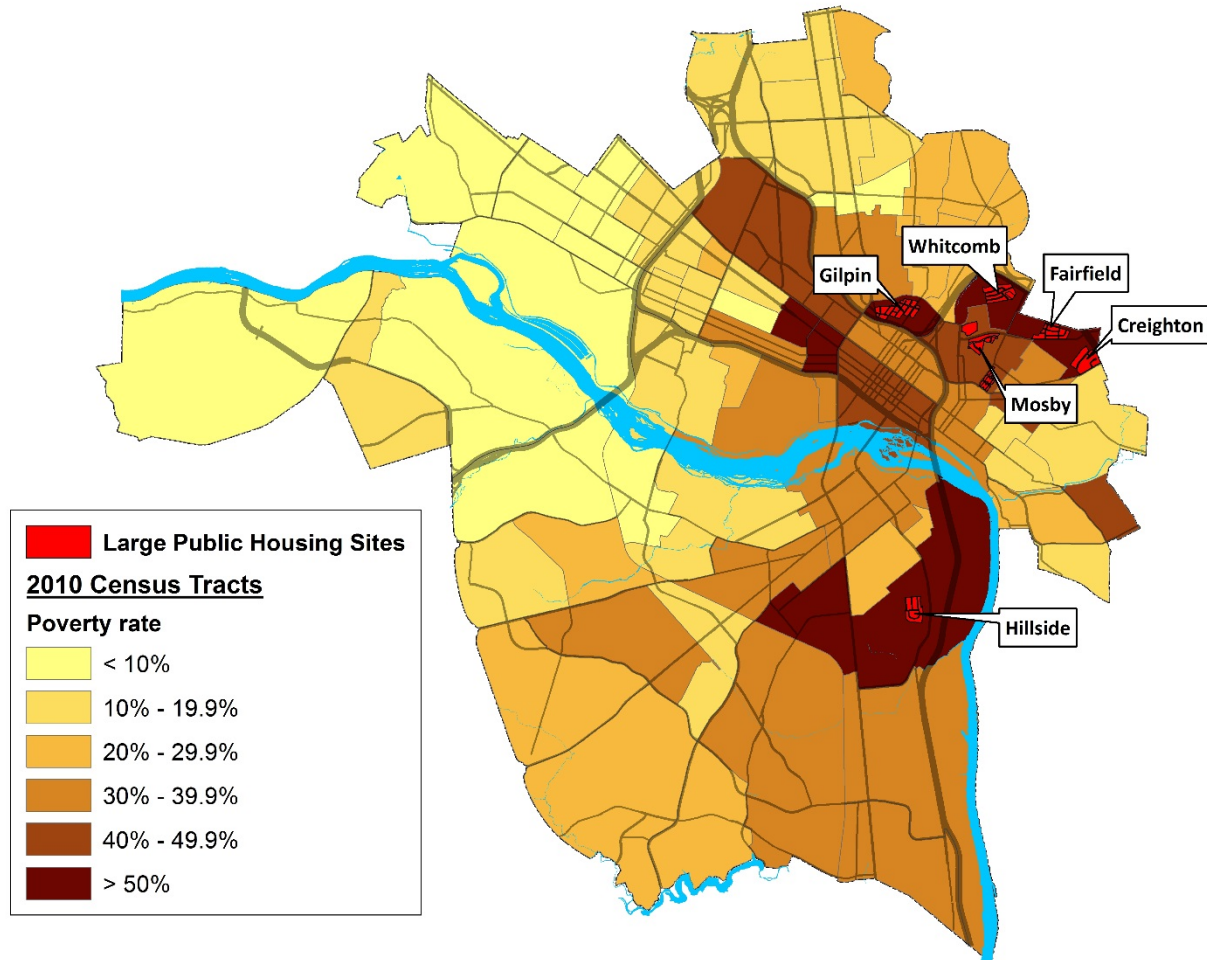 Whitcomb
Gilpin
Fairfield
Creighton
Mosby
Hillside
Large Public Housing Sites
2010 Census Tracts
Poverty rate
< 10%
10% - 19.9%
20% - 29.9%
30% - 39.9%
40% - 49.9%
> 50%